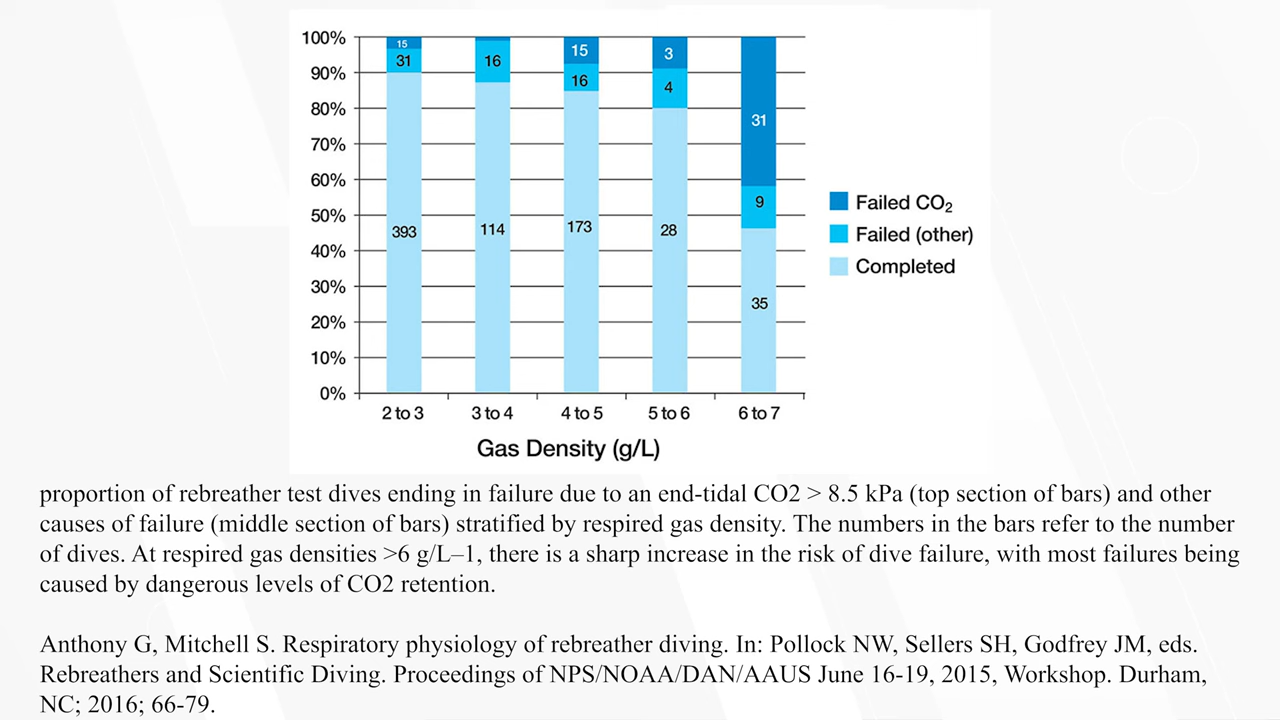 100%
90%
80%
70%
60%
50%
40%
30%
20%
10%
0%
15
31
393
16
114
15
16
173
3
4
28
31
9
35
2 to 3
3 to 4
4 to 5
5 to 6
6 to 7
Gas Density (g/L)
Failed CO₂
Failed (other)
Completed
proportion of rebreather test dives ending in failure due to an end-tidal CO2 > 8.5 kPa (top section of bars) and other
causes of failure (middle section of bars) stratified by respired gas density. The numbers in the bars refer to the number
of dives. At respired gas densities >6 g/L–1, there is a sharp increase in the risk of dive failure, with most failures being
caused by dangerous levels of CO2 retention.
Anthony G, Mitchell S. Respiratory physiology of rebreather diving. In: Pollock NW, Sellers SH, Godfrey JM, eds.
Rebreathers and Scientific Diving. Proceedings of NPS/NOAA/DAN/AAUS June 16-19, 2015, Workshop. Durham,
NC; 2016; 66-79.